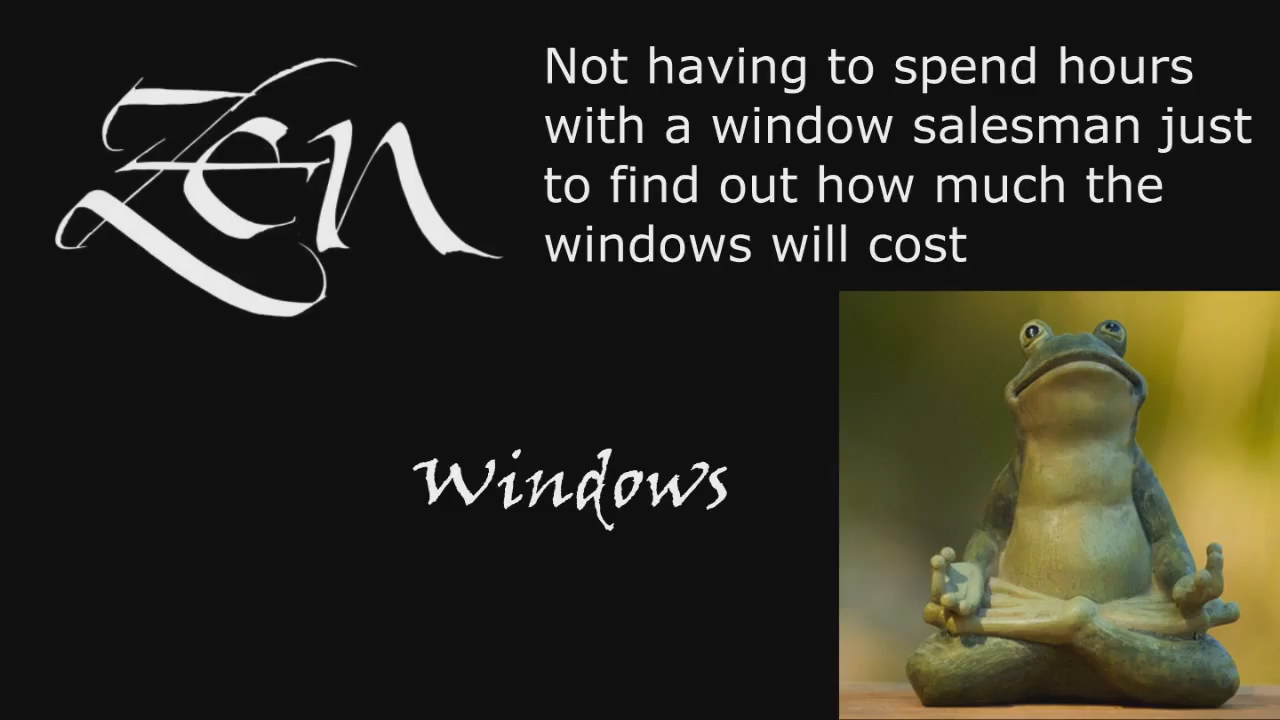 Zen
Not having to spend hours
with a window salesman just
to find out how much the
windows will cost
Windows